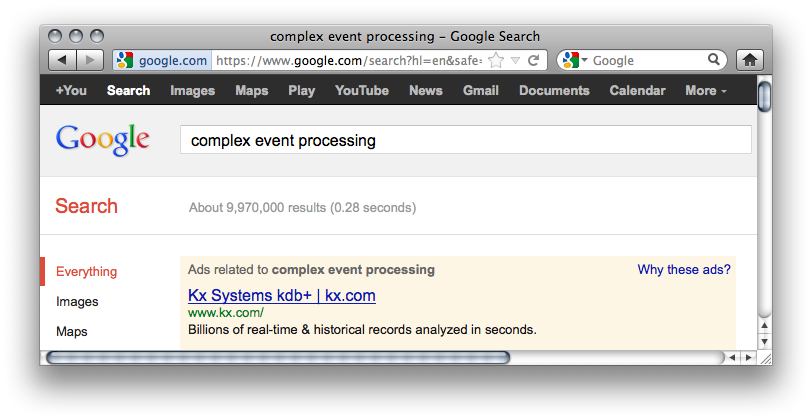 complex event processing – Google Search
google.com https://www.google.com/search?hl=en&safe= Google
+You Search Images Maps Play YouTube News Gmail Documents Calendar More
Google complex event processing
Search About 9,970,000 results (0.28 seconds)
Everything Ads related to complex event processing Why these ads?
Kx Systems kdb+ | kx.com
Images www.kx.com/
Maps Billions of real-time & historical records analyzed in seconds.